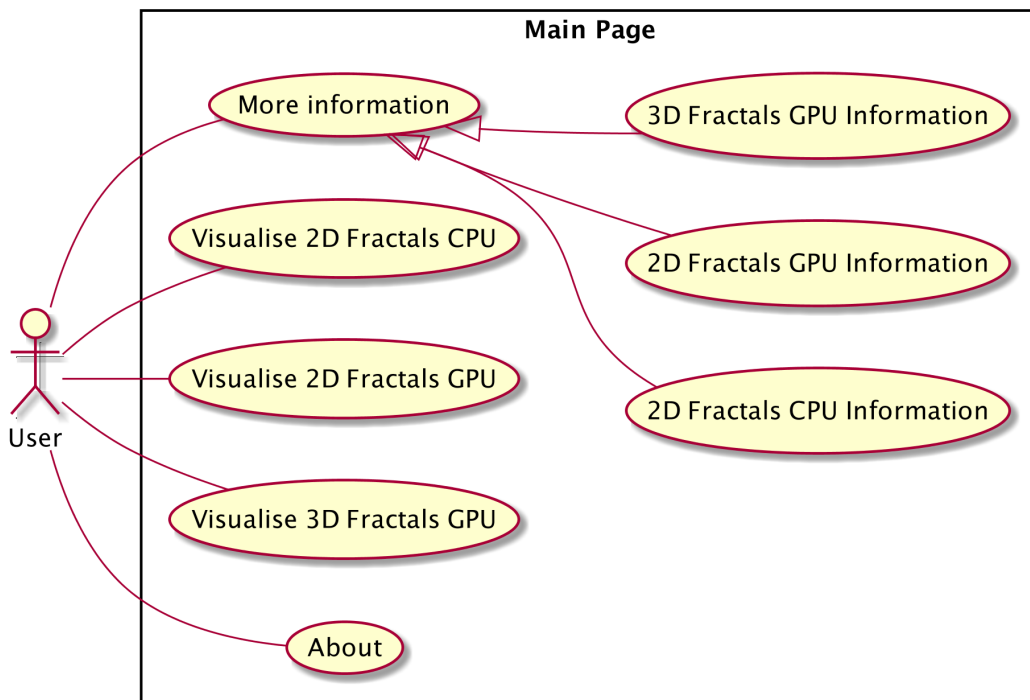 Main Page
More information
3D Fractals GPU Information
Visualise 2D Fractals CPU
2D Fractals GPU Information
Visualise 2D Fractals GPU
2D Fractals CPU Information
User
Visualise 3D Fractals GPU
About